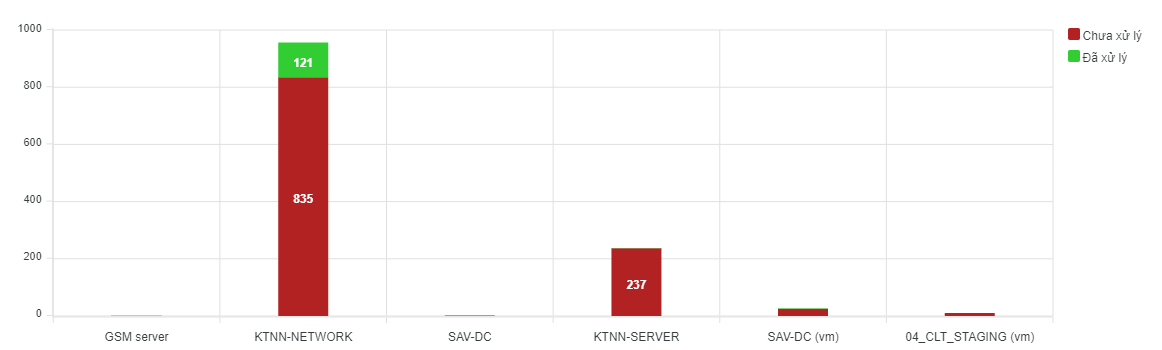 1000
800
600
400
200
0
121
835
237
GSM server
KTNN-NETWORK
SAV-DC
KTNN-SERVER
SAV-DC (vm)
04_CLT_STAGING (vm)
Chưa xử lý
Đã xử lý